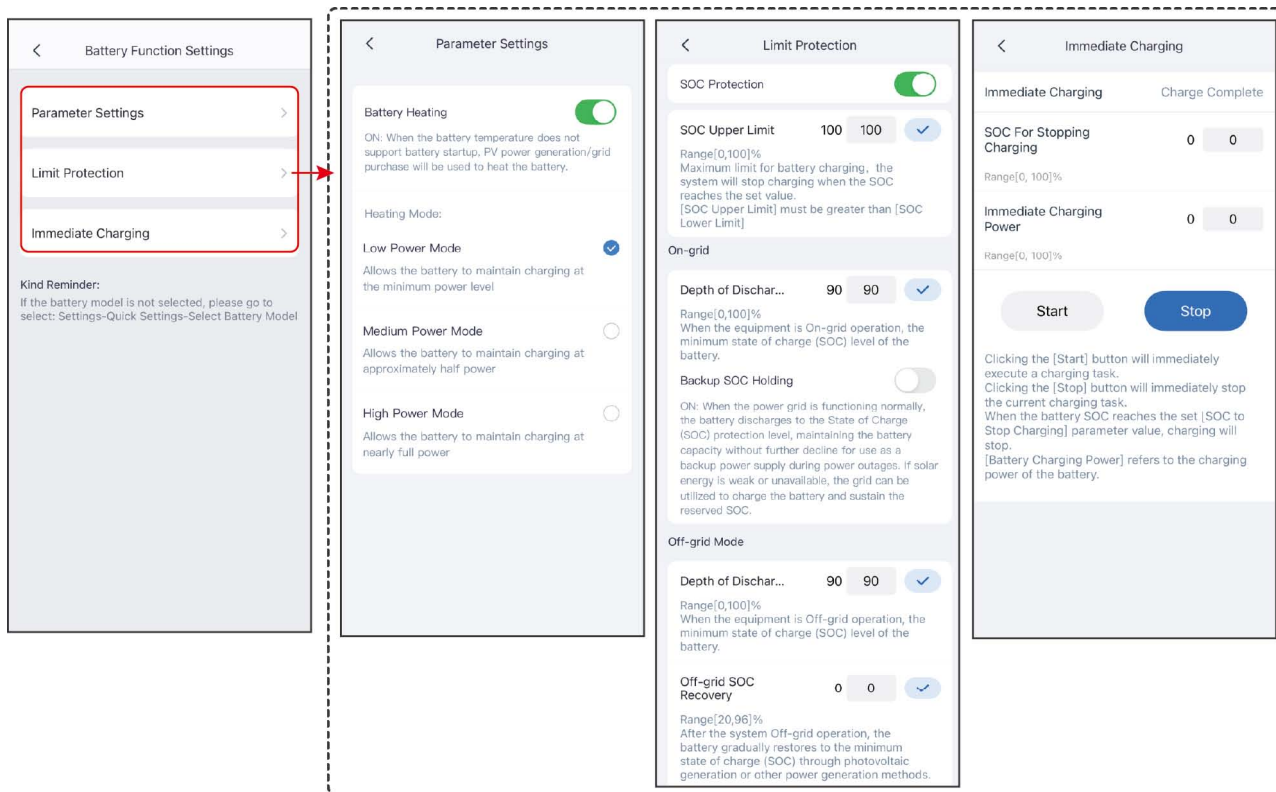 Battery Function Settings
Parameter Settings
Limit Protection
Immediate Charging
Kind Reminder:
If the battery model is not selected, please go to
select: Settings-Quick Settings-Select Battery Model
Parameter Settings
Battery Heating
ON: When the battery temperature does not
support battery startup, PV power generation/grid
purchase will be used to heat the battery.
Heating Mode:
Low Power Mode
Allows the battery to maintain charging at
the minimum power level
Medium Power Mode
Allows the battery to maintain charging at
approximately half power
High Power Mode
Allows the battery to maintain charging at
nearly full power
Limit Protection
SOC Protection
SOC Upper Limit 100 100
Range[0,100]%
Maximum limit for battery charging, the
system will stop charging when the SOC
reaches the set value.
[SOC Upper Limit] must be greater than [SOC
Lower Limit]
On-grid
Depth of Dischar... 90 90
Range[0,100]%
When the equipment is On-grid operation, the
minimum state of charge (SOC) level of the
battery.
Backup SOC Holding
ON: When the power grid is functioning normally,
the battery discharges to the State of Charge
(SOC) protection level, maintaining the battery
capacity without further decline for use as a
backup power supply during power outages. If solar
energy is weak or unavailable, the grid can be
utilized to charge the battery and sustain the
reserved SOC.
Off-grid Mode
Depth of Dischar... 90 90
Range[0,100]%
When the equipment is Off-grid operation, the
minimum state of charge (SOC) level of the
battery.
Off-grid SOC
Recovery 0 0
Range[20,96]%
After the system Off-grid operation, the
battery gradually restores to the minimum
state of charge (SOC) through photovoltaic
generation or other power generation methods.
Immediate Charging
Immediate Charging Charge Complete
SOC For Stopping
Charging 0 0
Range[0, 100]%
Immediate Charging
Power 0 0
Range[0, 100]%
Start Stop
Clicking the [Start] button will immediately
execute a charging task.
Clicking the [Stop] button will immediately stop
the current charging task.
When the battery SOC reaches the set [SOC to
Stop Charging] parameter value, charging will
stop.
[Battery Charging Power] refers to the charging
power of the battery.